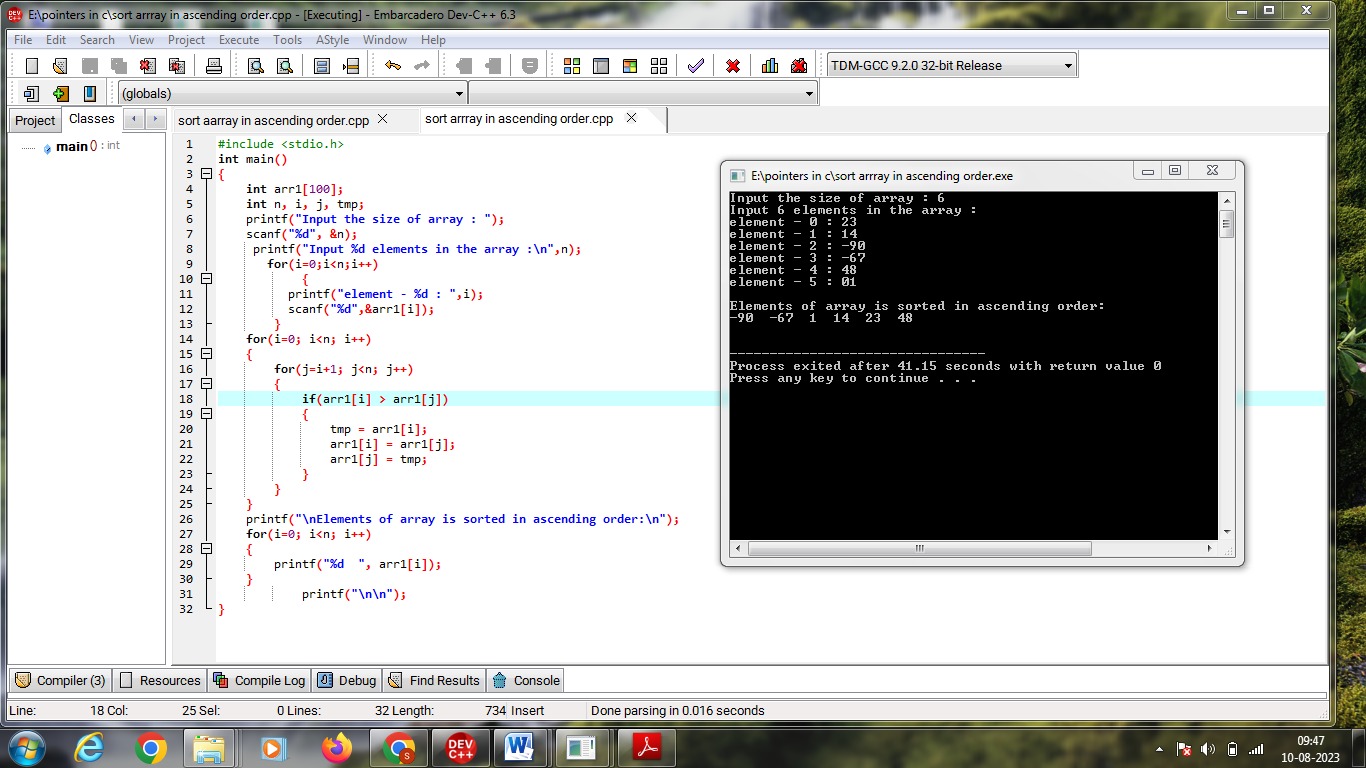 E:\pointers in c\sort arrray in ascending order.cpp - [Executing] - Embarcadero Dev-C++ 6.3
File Edit Search View Project Execute Tools AStyle Window Help
TDM-GCC 9.2.0 32-bit Release
(globals)
Project Classes
sort aarray in ascending order.cpp
sort arrray in ascending order.cpp
main () : int
1 #include <stdio.h>
2 int main()
3 {
4 int arr1[100];
5 int n, i, j, tmp;
6 printf("Input the size of array : ");
7 scanf("%d", &n);
8 printf("Input %d elements in the array :\n",n);
9 for(i=0;i<n;i++)
10 {
11 printf("element - %d : ",i);
12 scanf("%d",&arr1[i]);
13 }
14 for(i=0; i<n; i++)
15 {
16 for(j=i+1; j<n; j++)
17 {
18 if(arr1[i] > arr1[j])
19 {
20 tmp = arr1[i];
21 arr1[i] = arr1[j];
22 arr1[j] = tmp;
23 }
24 }
25 }
26 printf("\nElements of array is sorted in ascending order:\n");
27 for(i=0; i<n; i++)
28 {
29 printf("%d  ", arr1[i]);
30 }
31 printf("\n\n");
32 }
E:\pointers in c\sort arrray in ascending order.exe
Input the size of array : 6
Input 6 elements in the array :
element - 0 : 23
element - 1 : 14
element - 2 : -90
element - 3 : -67
element - 4 : 48
element - 5 : 01
Elements of array is sorted in ascending order:
-90  -67  1  14  23  48
--------------------------------
Process exited after 41.15 seconds with return value 0
Press any key to continue . . .
Compiler (3) Resources Compile Log Debug Find Results Console
Line: 18 Col: 25 Sel: 0 Lines: 32 Length: 734 Insert Done parsing in 0.016 seconds
S
DEV C++
W
09:47
10-08-2023